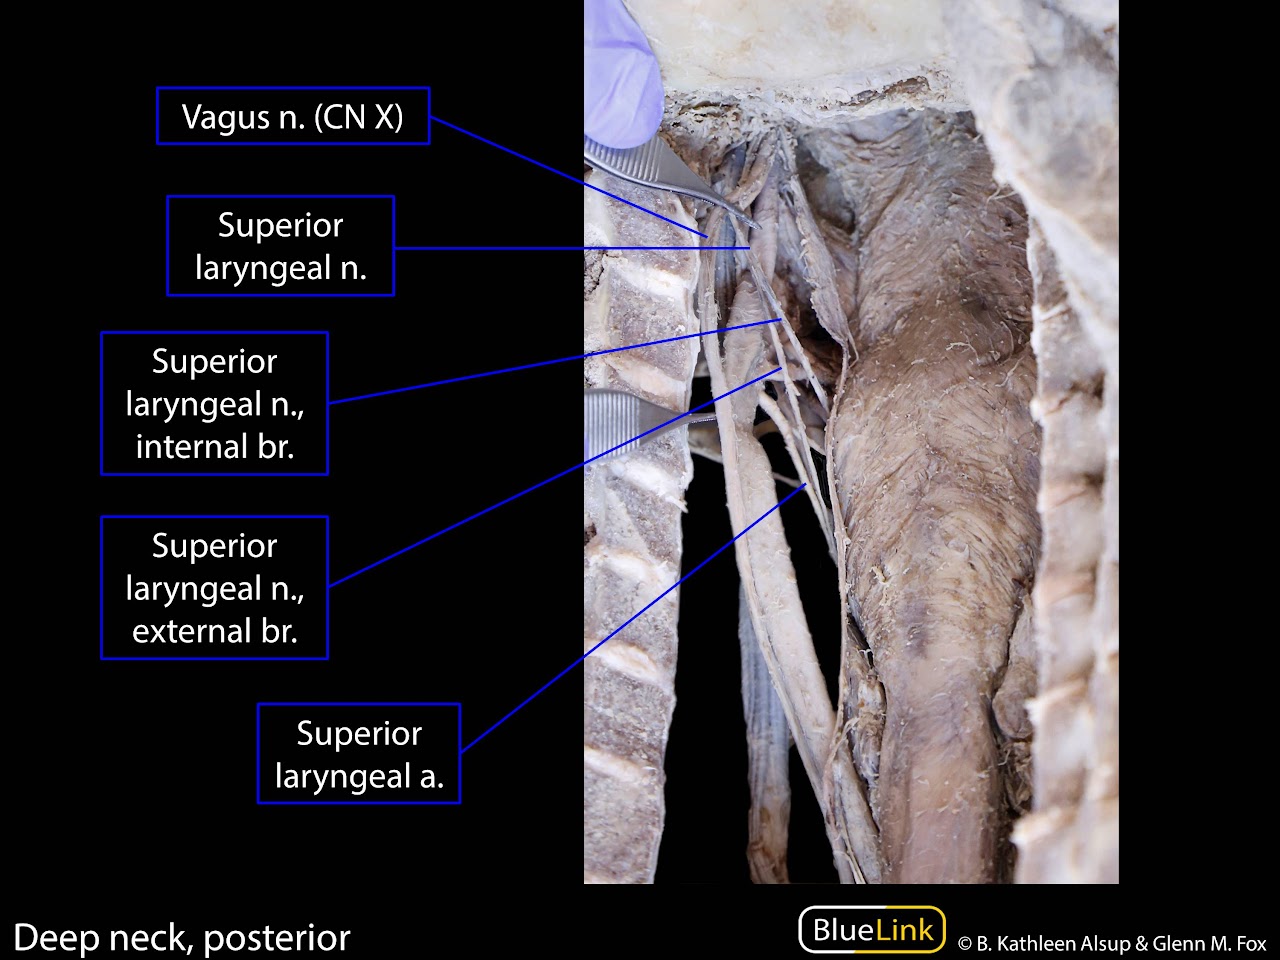 Vagus n. (CN X)
Superior
laryngeal n.
Superior
laryngeal n.,
internal br.
Superior
laryngeal n.,
external br.
Superior
laryngeal a.
Deep neck, posterior
BlueLink
© B. Kathleen Alsup & Glenn M. Fox